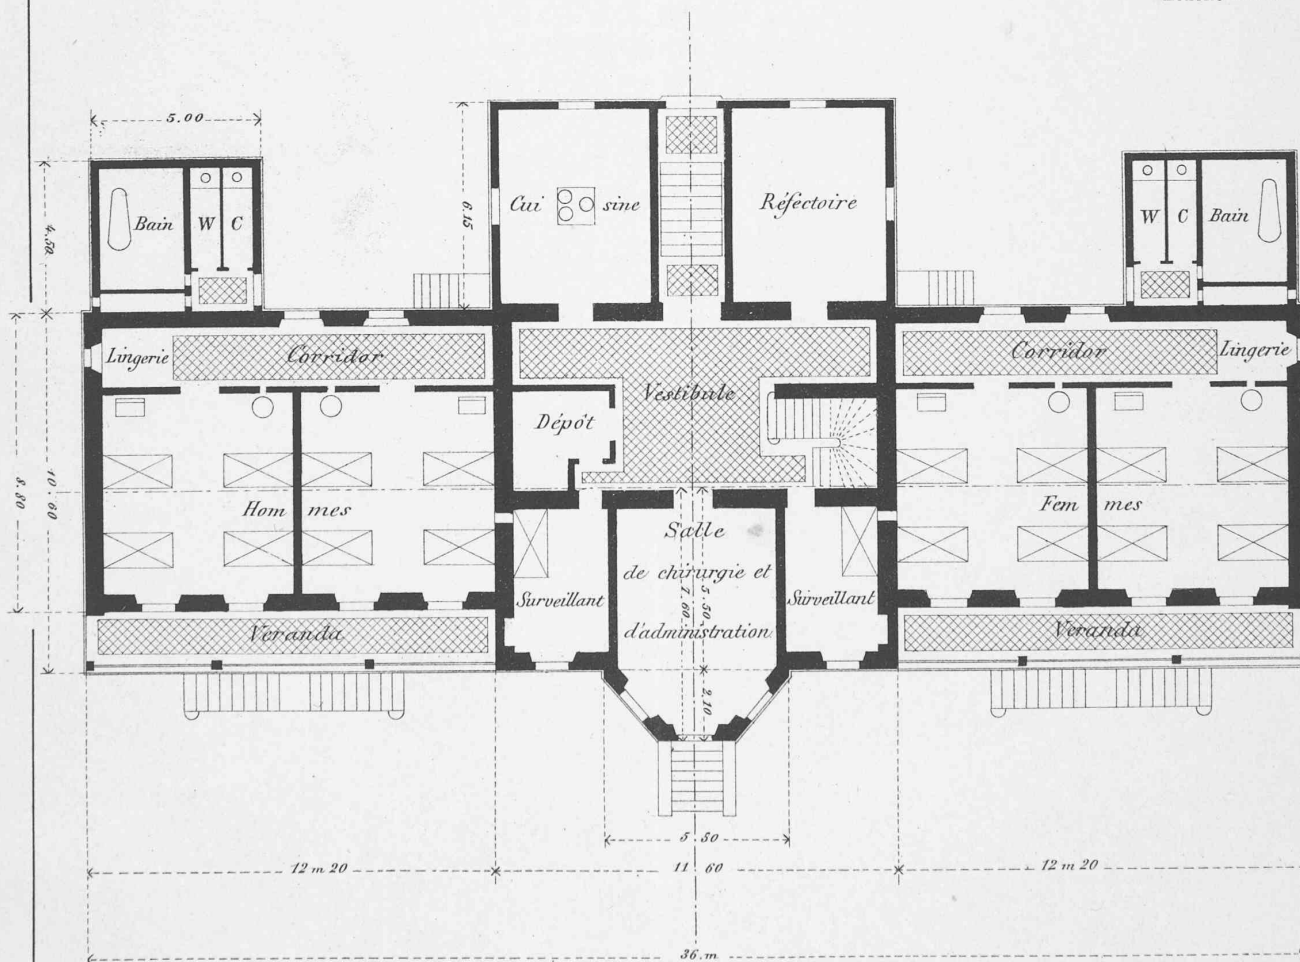 5.00
4.50
6.15
Bain
W
C
Cui
sine
Réfectoire
W
C
Bain
Lingerie
Corridor
Vestibule
Corridor
Lingerie
Dépôt
8.80
10.60
Hom
mes
Fem
mes
Salle
de chirurgie et
d'administration
7.60
5.50
2.10
Surveillant
Surveillant
Veranda
Veranda
5.50
12 m 20
11 60
12 m 20
36.m